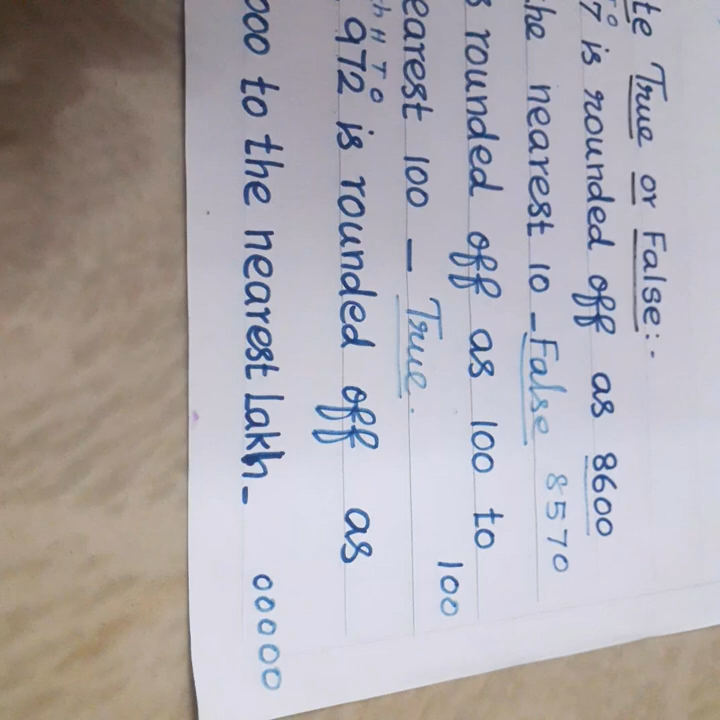 te True or False:-
T O
7 is rounded off as 8600
he nearest 10 - False 8570
s rounded off as 100 to
earest 100 - True. 100
h H T O
972 is rounded off as
000 to the nearest Lakh- 00000